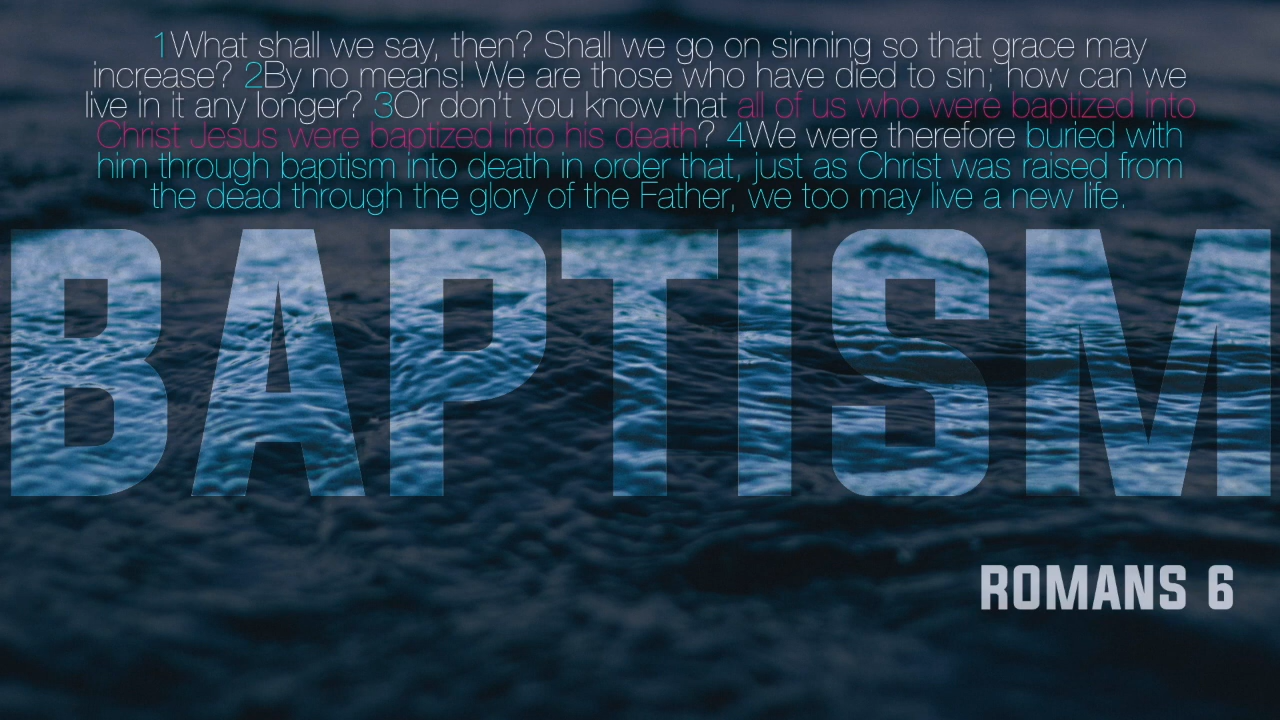 1What shall we say, then? Shall we go on sinning so that grace may
increase? 2By no means! We are those who have died to sin; how can we
live in it any longer? 3Or don't you know that all of us who were baptized into
Christ Jesus were baptized into his death? 4We were therefore buried with
him through baptism into death in order that, just as Christ was raised from
the dead through the glory of the Father, we too may live a new life.
BAPTISM
ROMANS 6